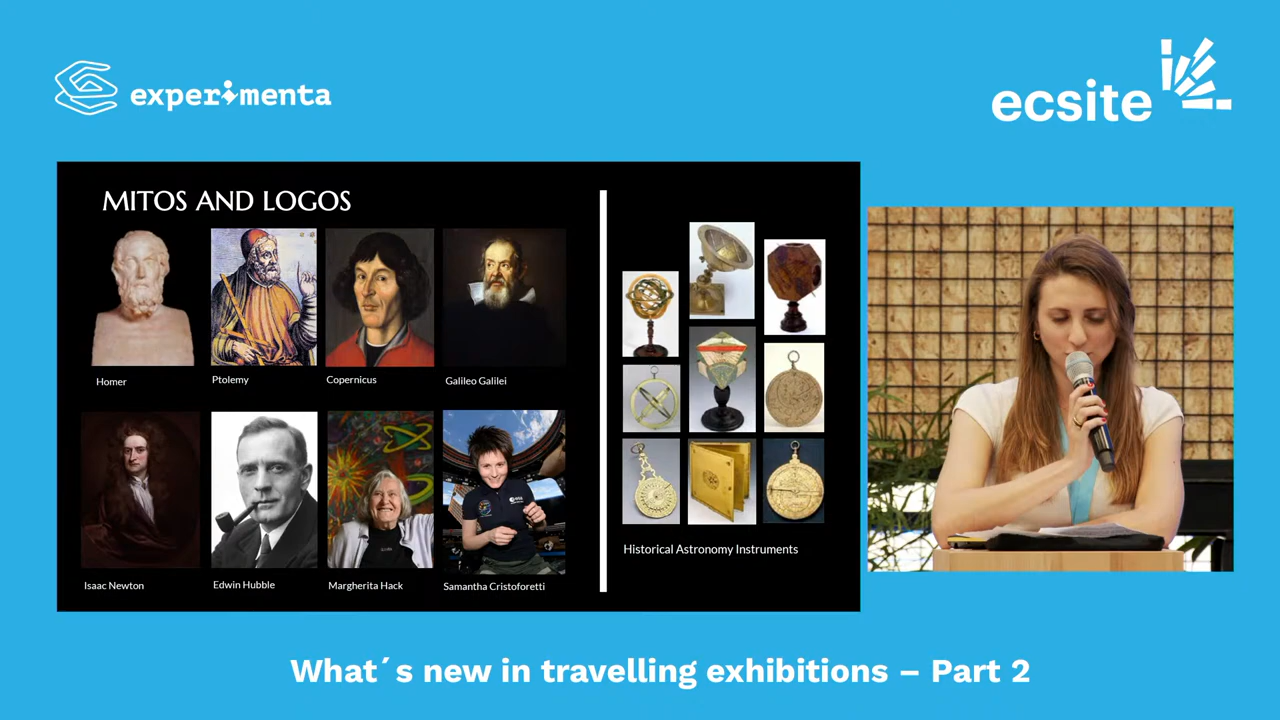 experimenta
ecsite
MITOS AND LOGOS
Homer
Ptolemy
Copernicus
Galileo Galilei
Isaac Newton
Edwin Hubble
Margherita Hack
Samantha Cristoforetti
Historical Astronomy Instruments
What´s new in travelling exhibitions – Part 2